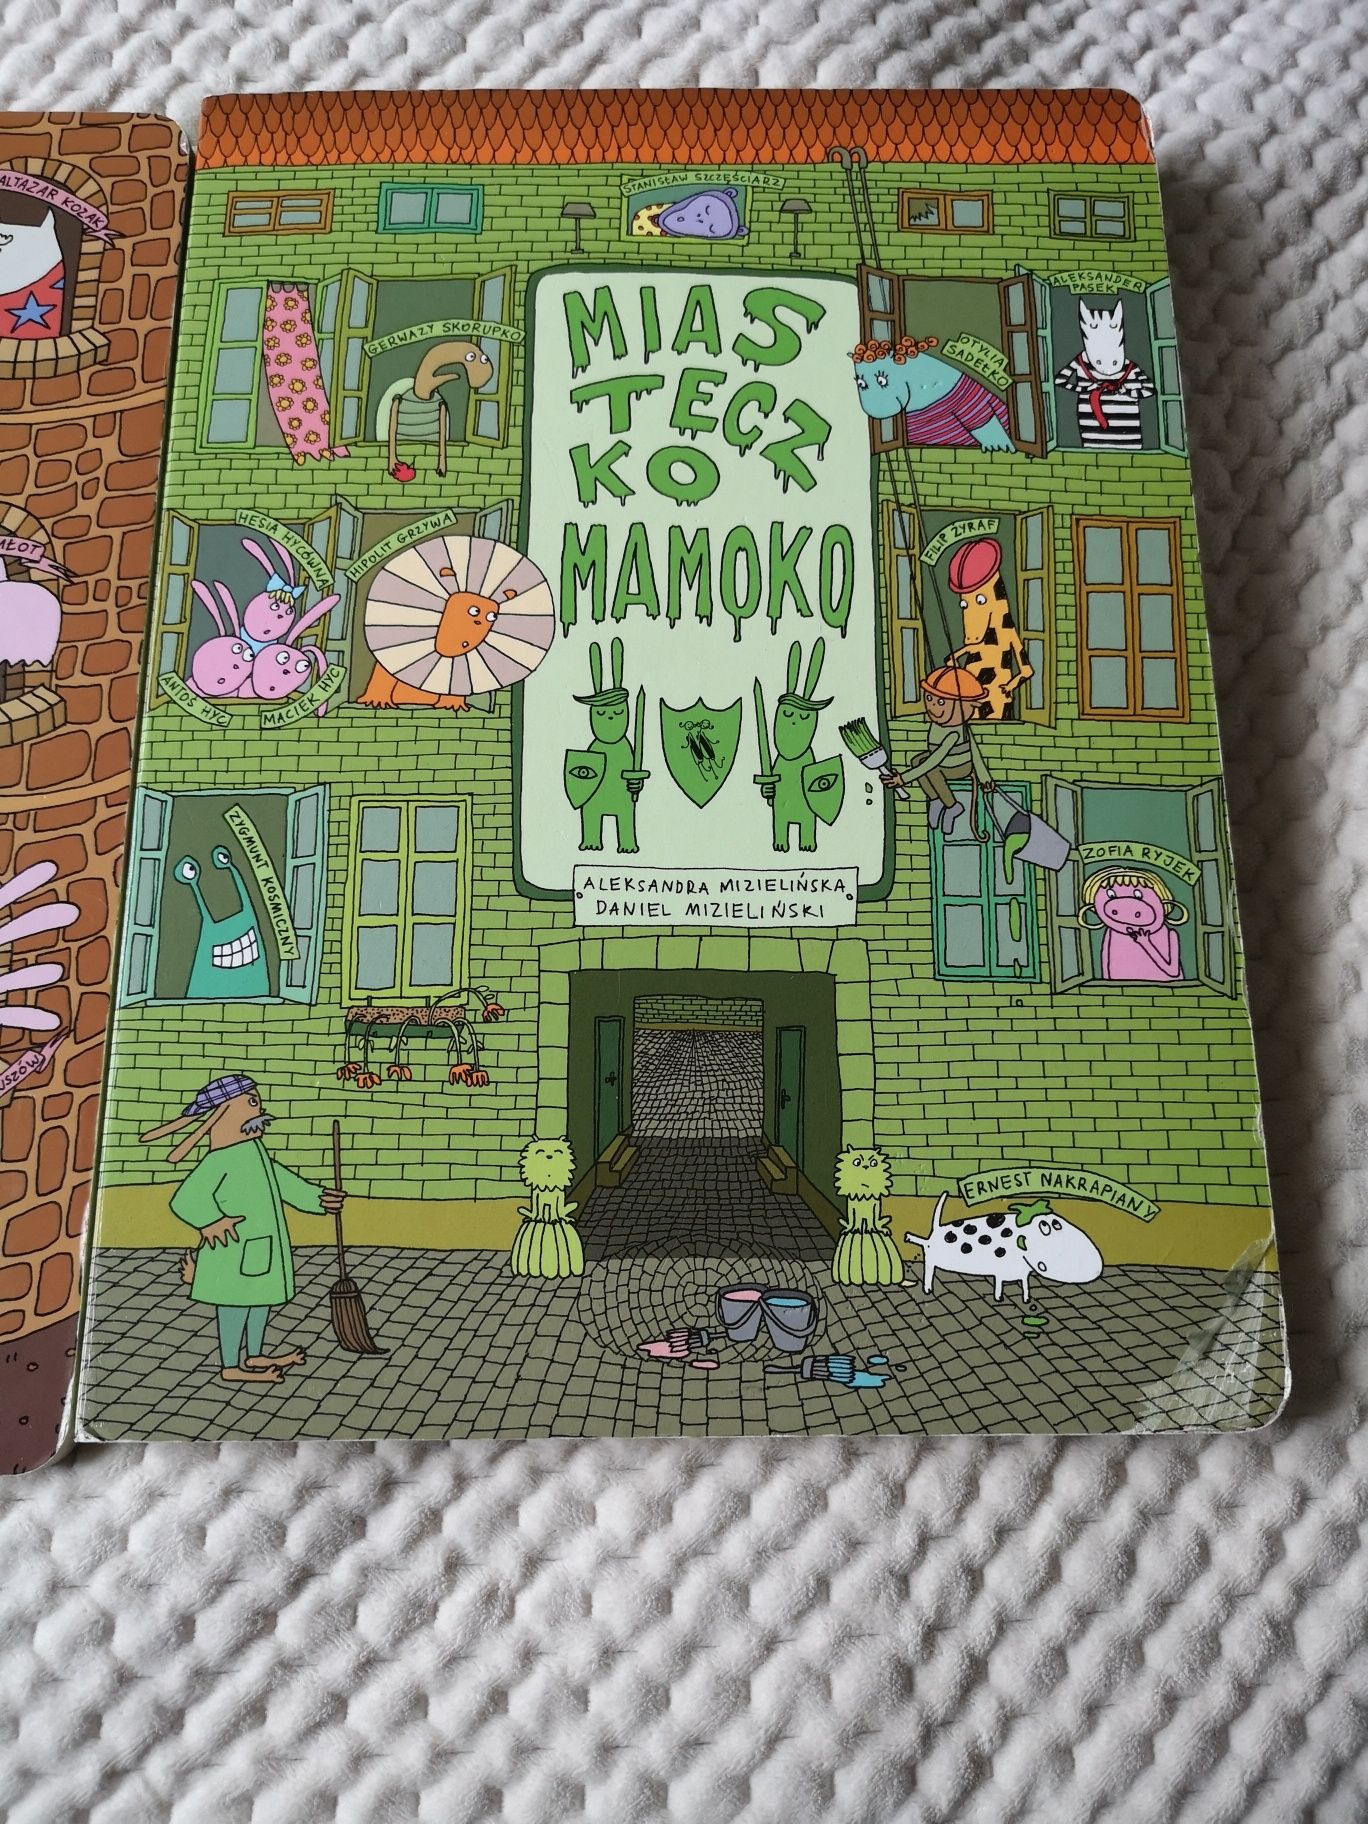 ALTAZAR KOZAK
MŁOT
STANISŁAW SZCZĘŚCIARZ
MIAS
TECZ
KO
MAMOKO
GERWAZY SKORUPKO
OTYLIA
SADEŁKO
ALEKSANDER
PASEK
HESIA HYCÓWNA
HIPOLIT GRZYWA
ANTOŚ HYC
MACIEK HYC
FILIP ŻYRAF
ZYGMUNT KOSMICZNY
ZOFIA RYJEK
ALEKSANDRA MIZIELIŃSKA
DANIEL MIZIELIŃSKI
ERNEST NAKRAPIANY